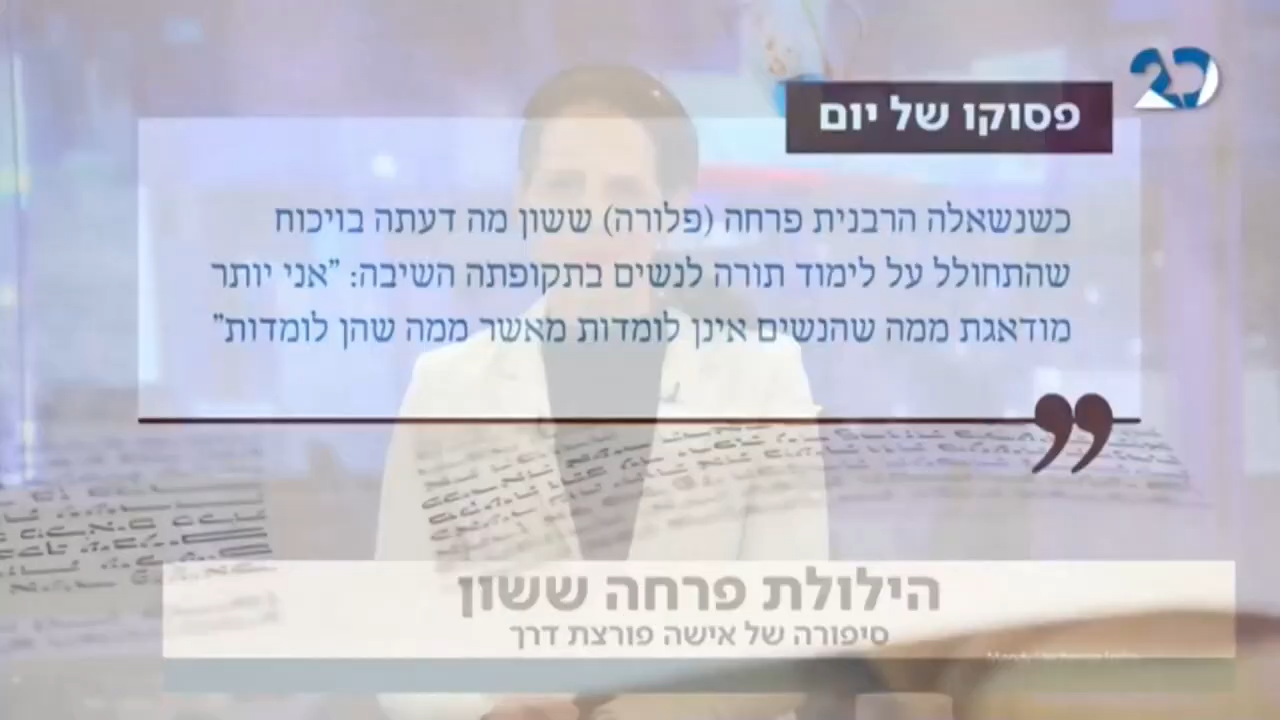 20
פסוקו של יום
כשנשאלה הרבנית פרחה (פלורה) ששון מה דעתה בויכוח
שהתחולל על לימוד תורה לנשים בתקופתה השיבה: "אני יותר
מודאגת ממה שהנשים אינן לומדות מאשר ממה שהן לומדות"
הילולת פרחה ששון
סיפורה של אישה פורצת דרך